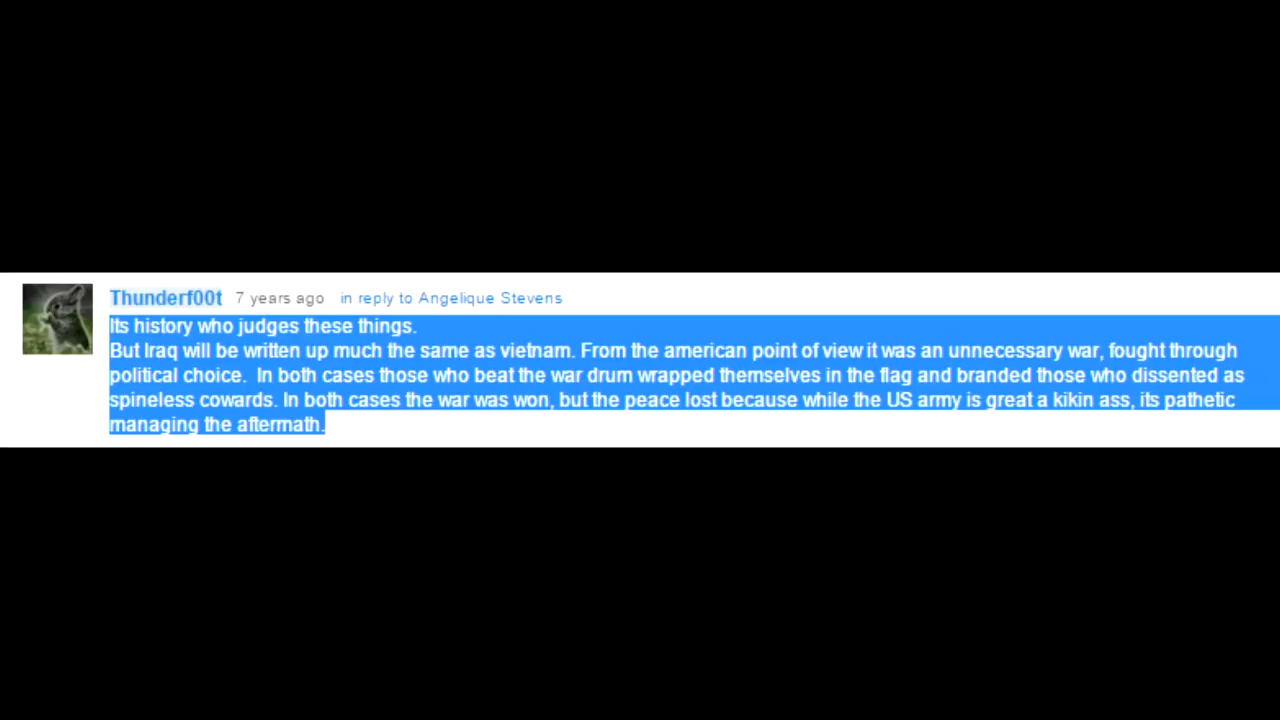 Thunderf00t 7 years ago in reply to Angelique Stevens
Its history who judges these things.
But Iraq will be written up much the same as vietnam. From the american point of view it was an unnecessary war, fought through
political choice.  In both cases those who beat the war drum wrapped themselves in the flag and branded those who dissented as
spineless cowards. In both cases the war was won, but the peace lost because while the US army is great a kikin ass, its pathetic
managing the aftermath.